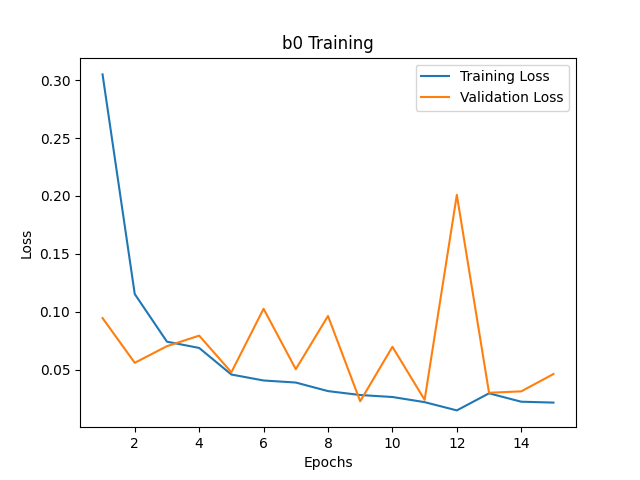 b0 Training
Training Loss
Validation Loss
0.30
0.25
0.20
0.15
0.10
0.05
Loss
2 4 6 8 10 12 14
Epochs